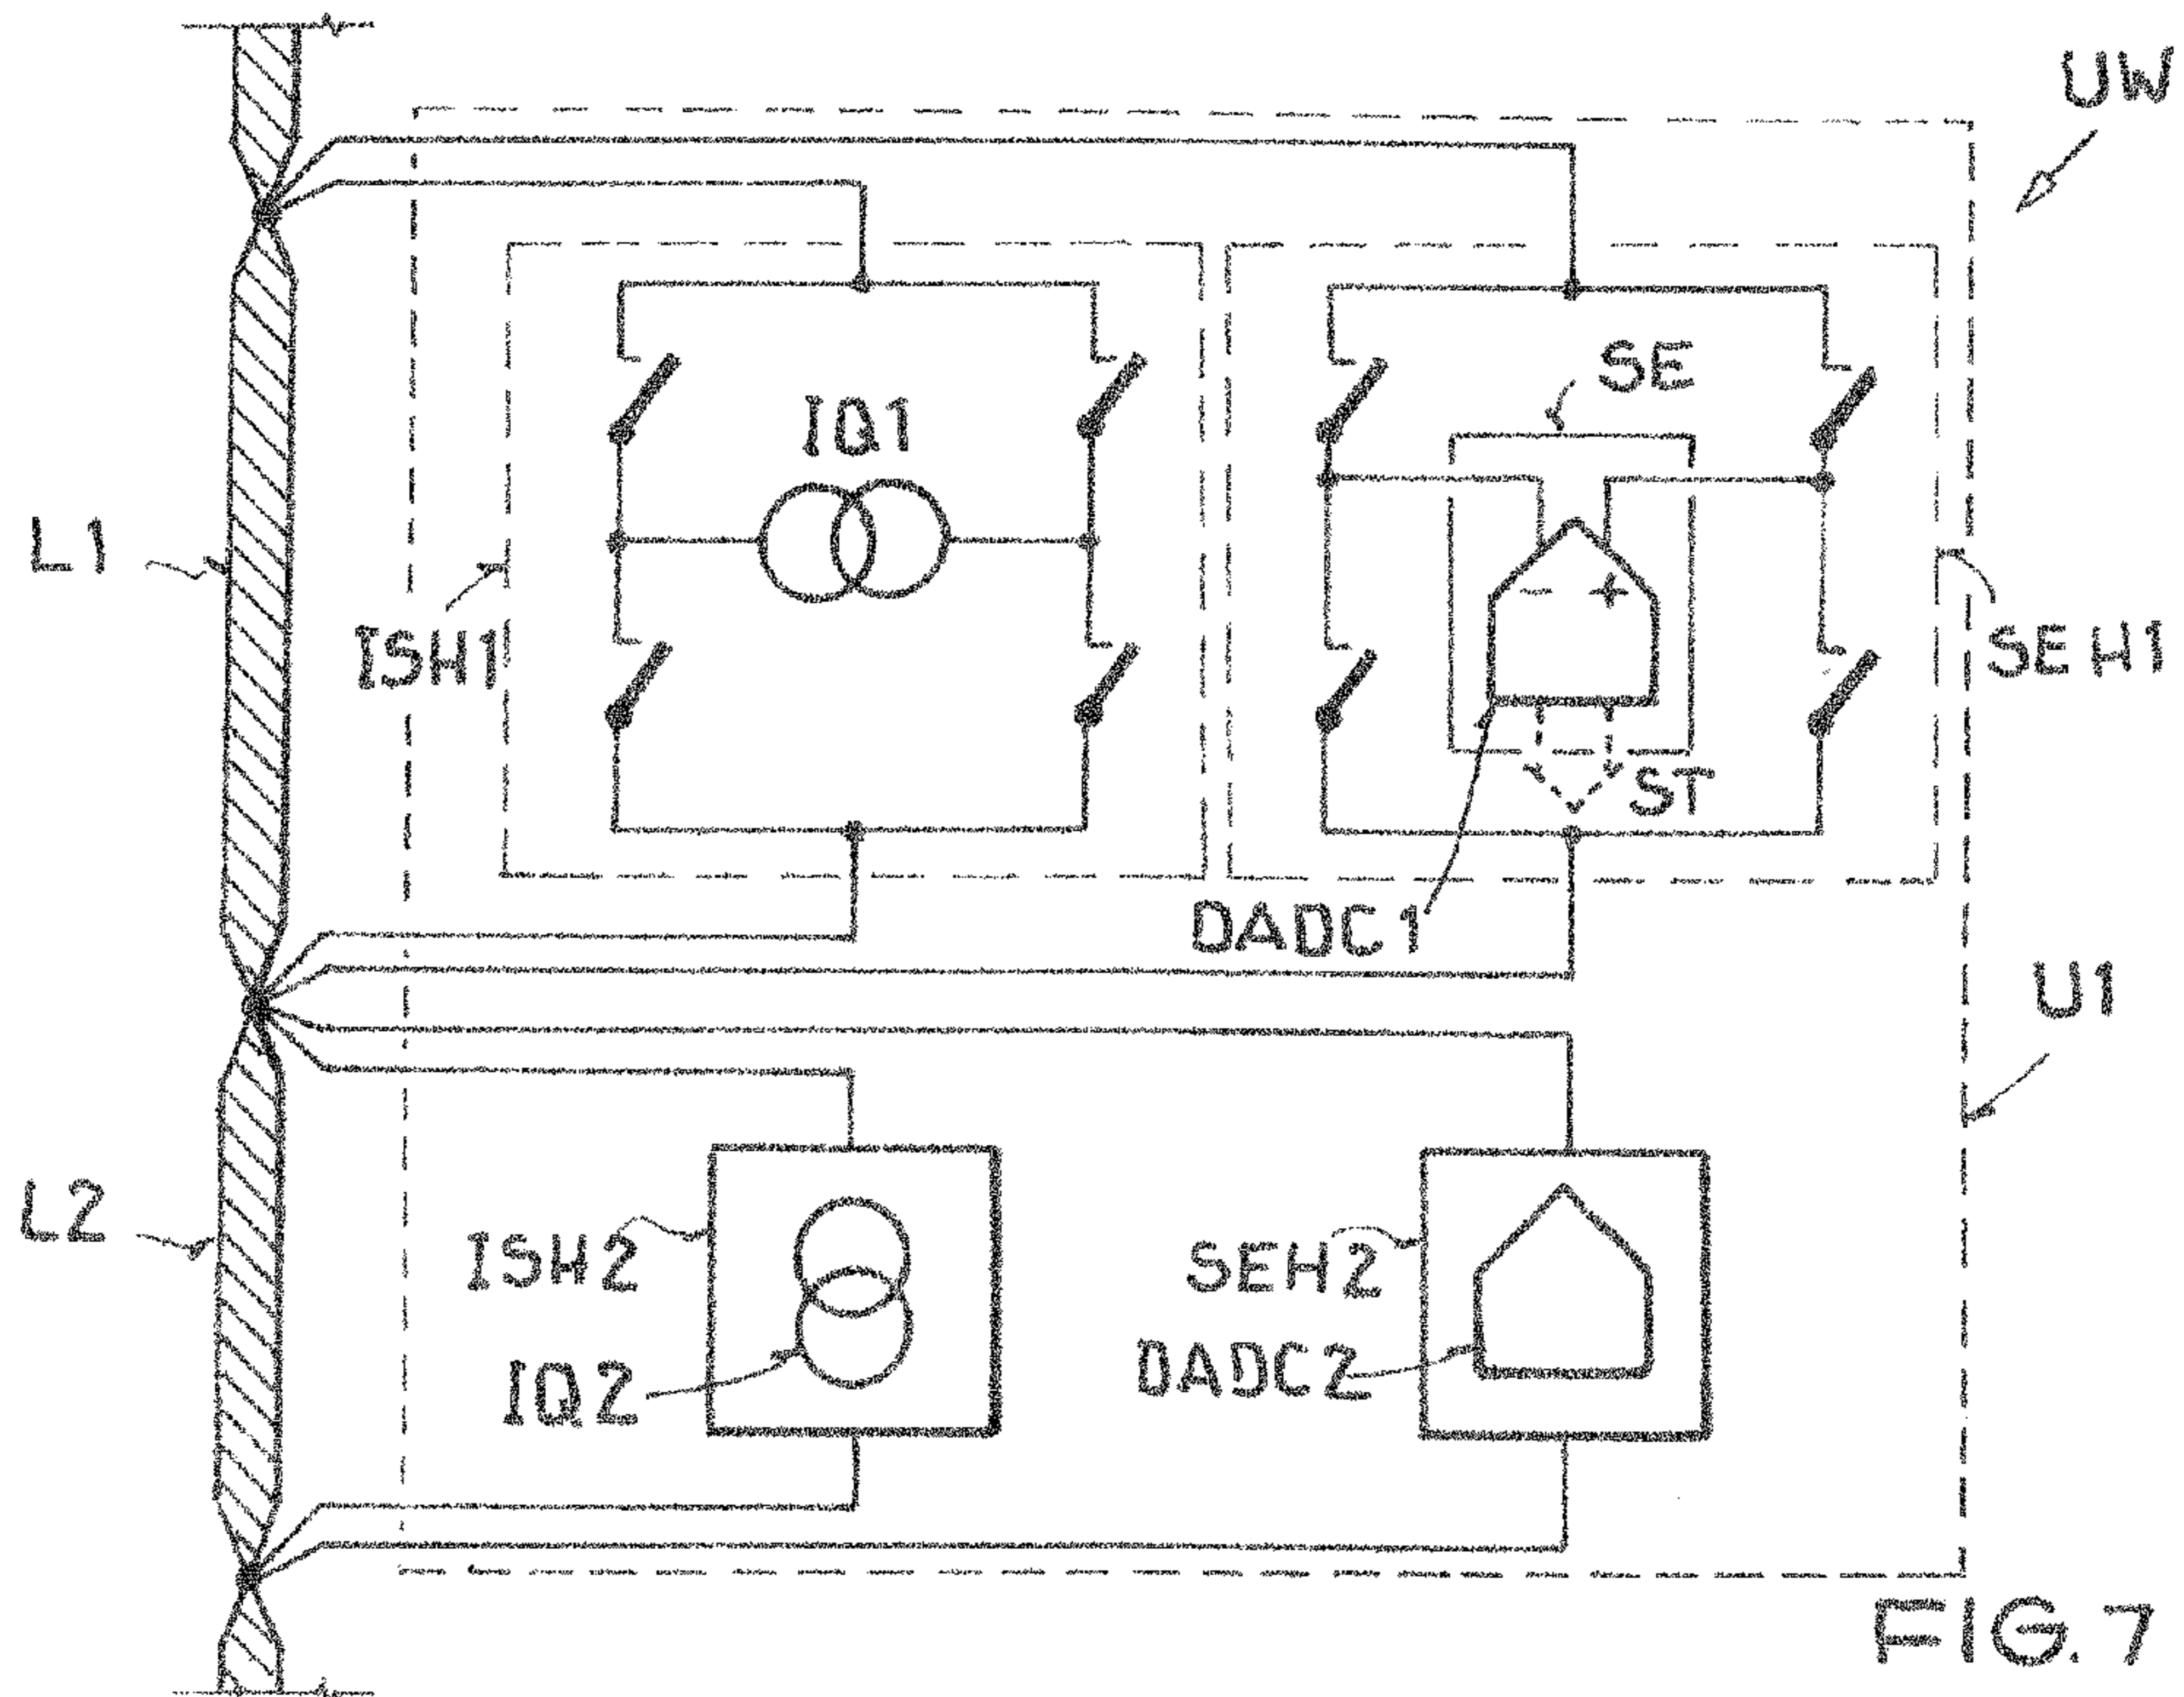 UW
SE
IQ1
L1
ISH1
- +
SEH1
ST
DADC1
U1
L2
ISH2
SEH2
IQ2
DADC2
FIG. 7